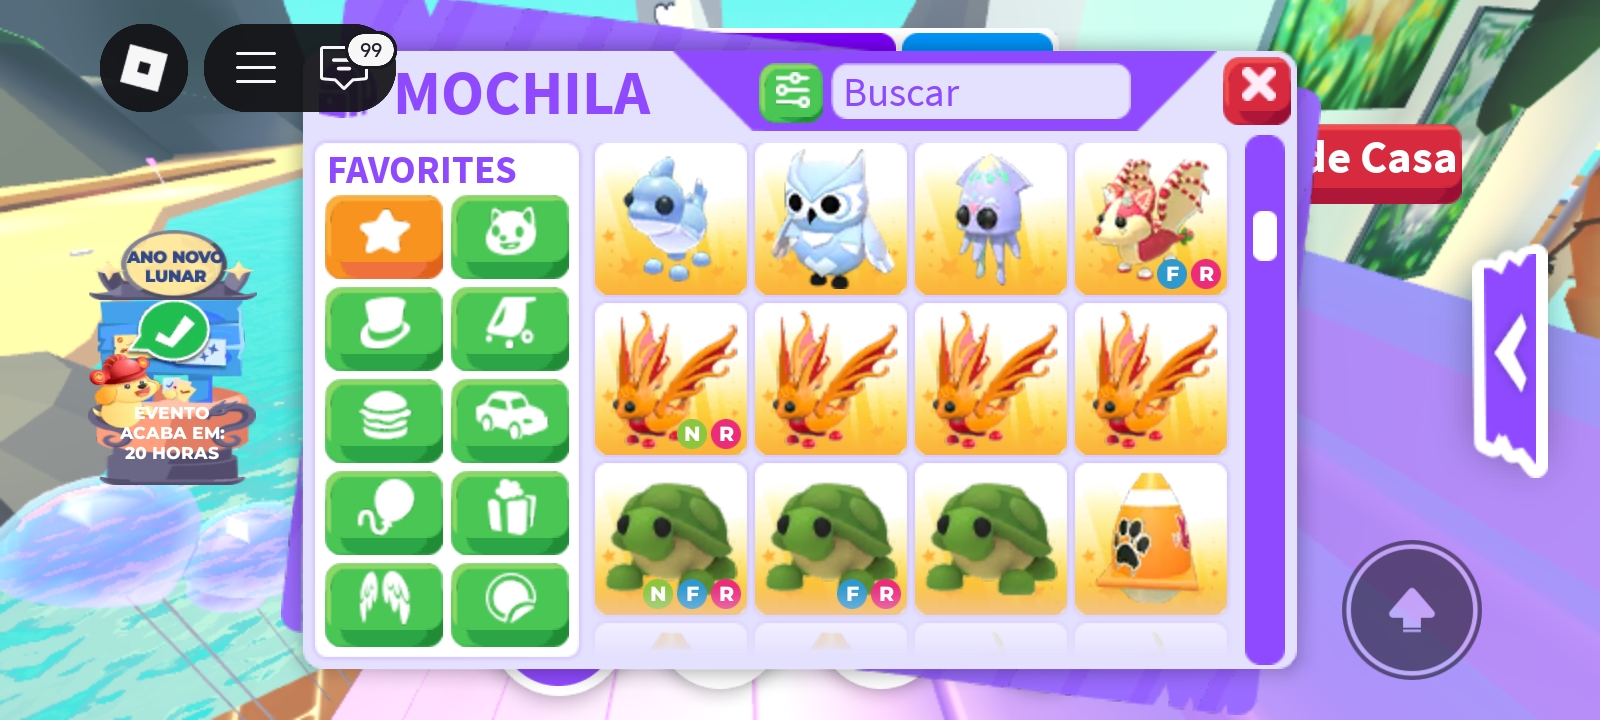 99
MOCHILA
Buscar
FAVORITES
de Casa
F R
ANO NOVO
LUNAR
N R
EVENTO
ACABA EM:
20 HORAS
N F R
F R